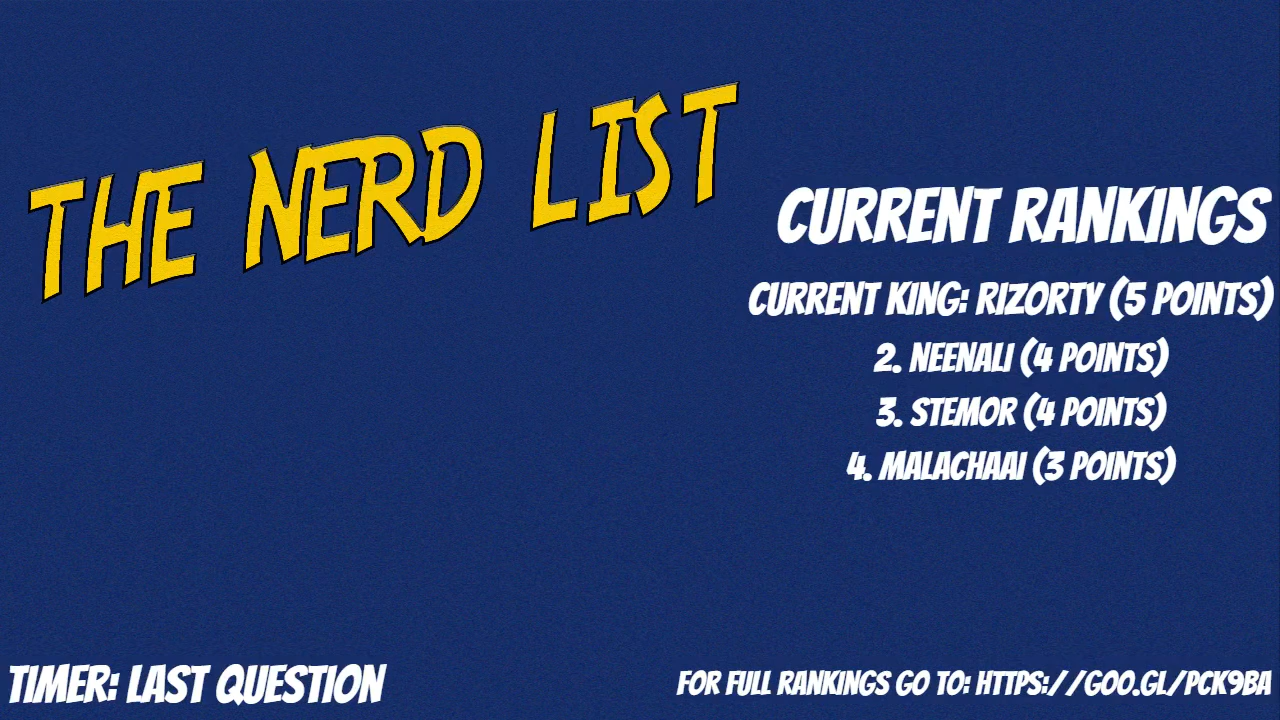 THE NERD LIST
CURRENT RANKINGS
CURRENT KING: RIZORTY (5 POINTS)
2. NEENALI (4 POINTS)
3. STEMOR (4 POINTS)
4. MALACHAAI (3 POINTS)
TIMER: LAST QUESTION
FOR FULL RANKINGS GO TO: HTTPS://GOO.GL/PCK9BA